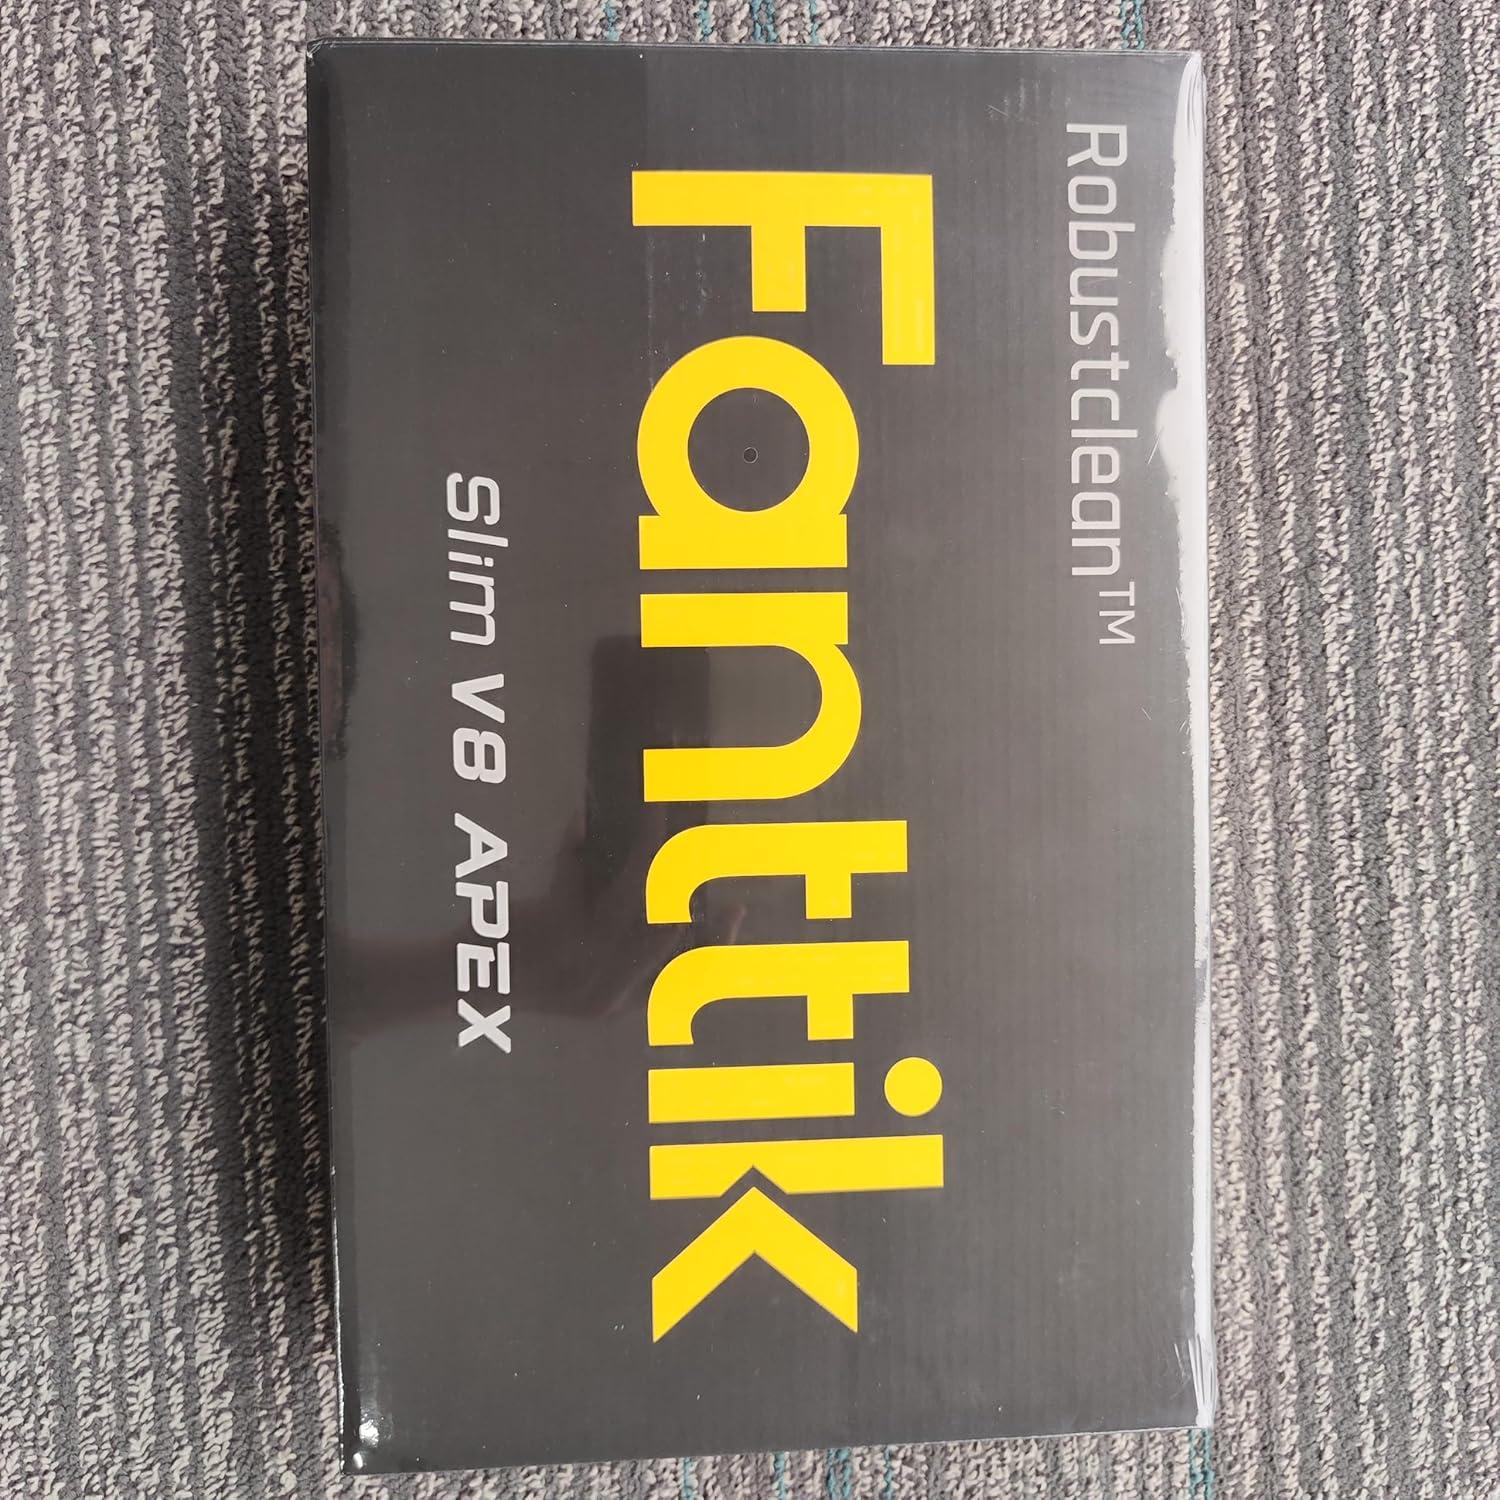 Robustclean™
Fanttik
Slim V8 APEX